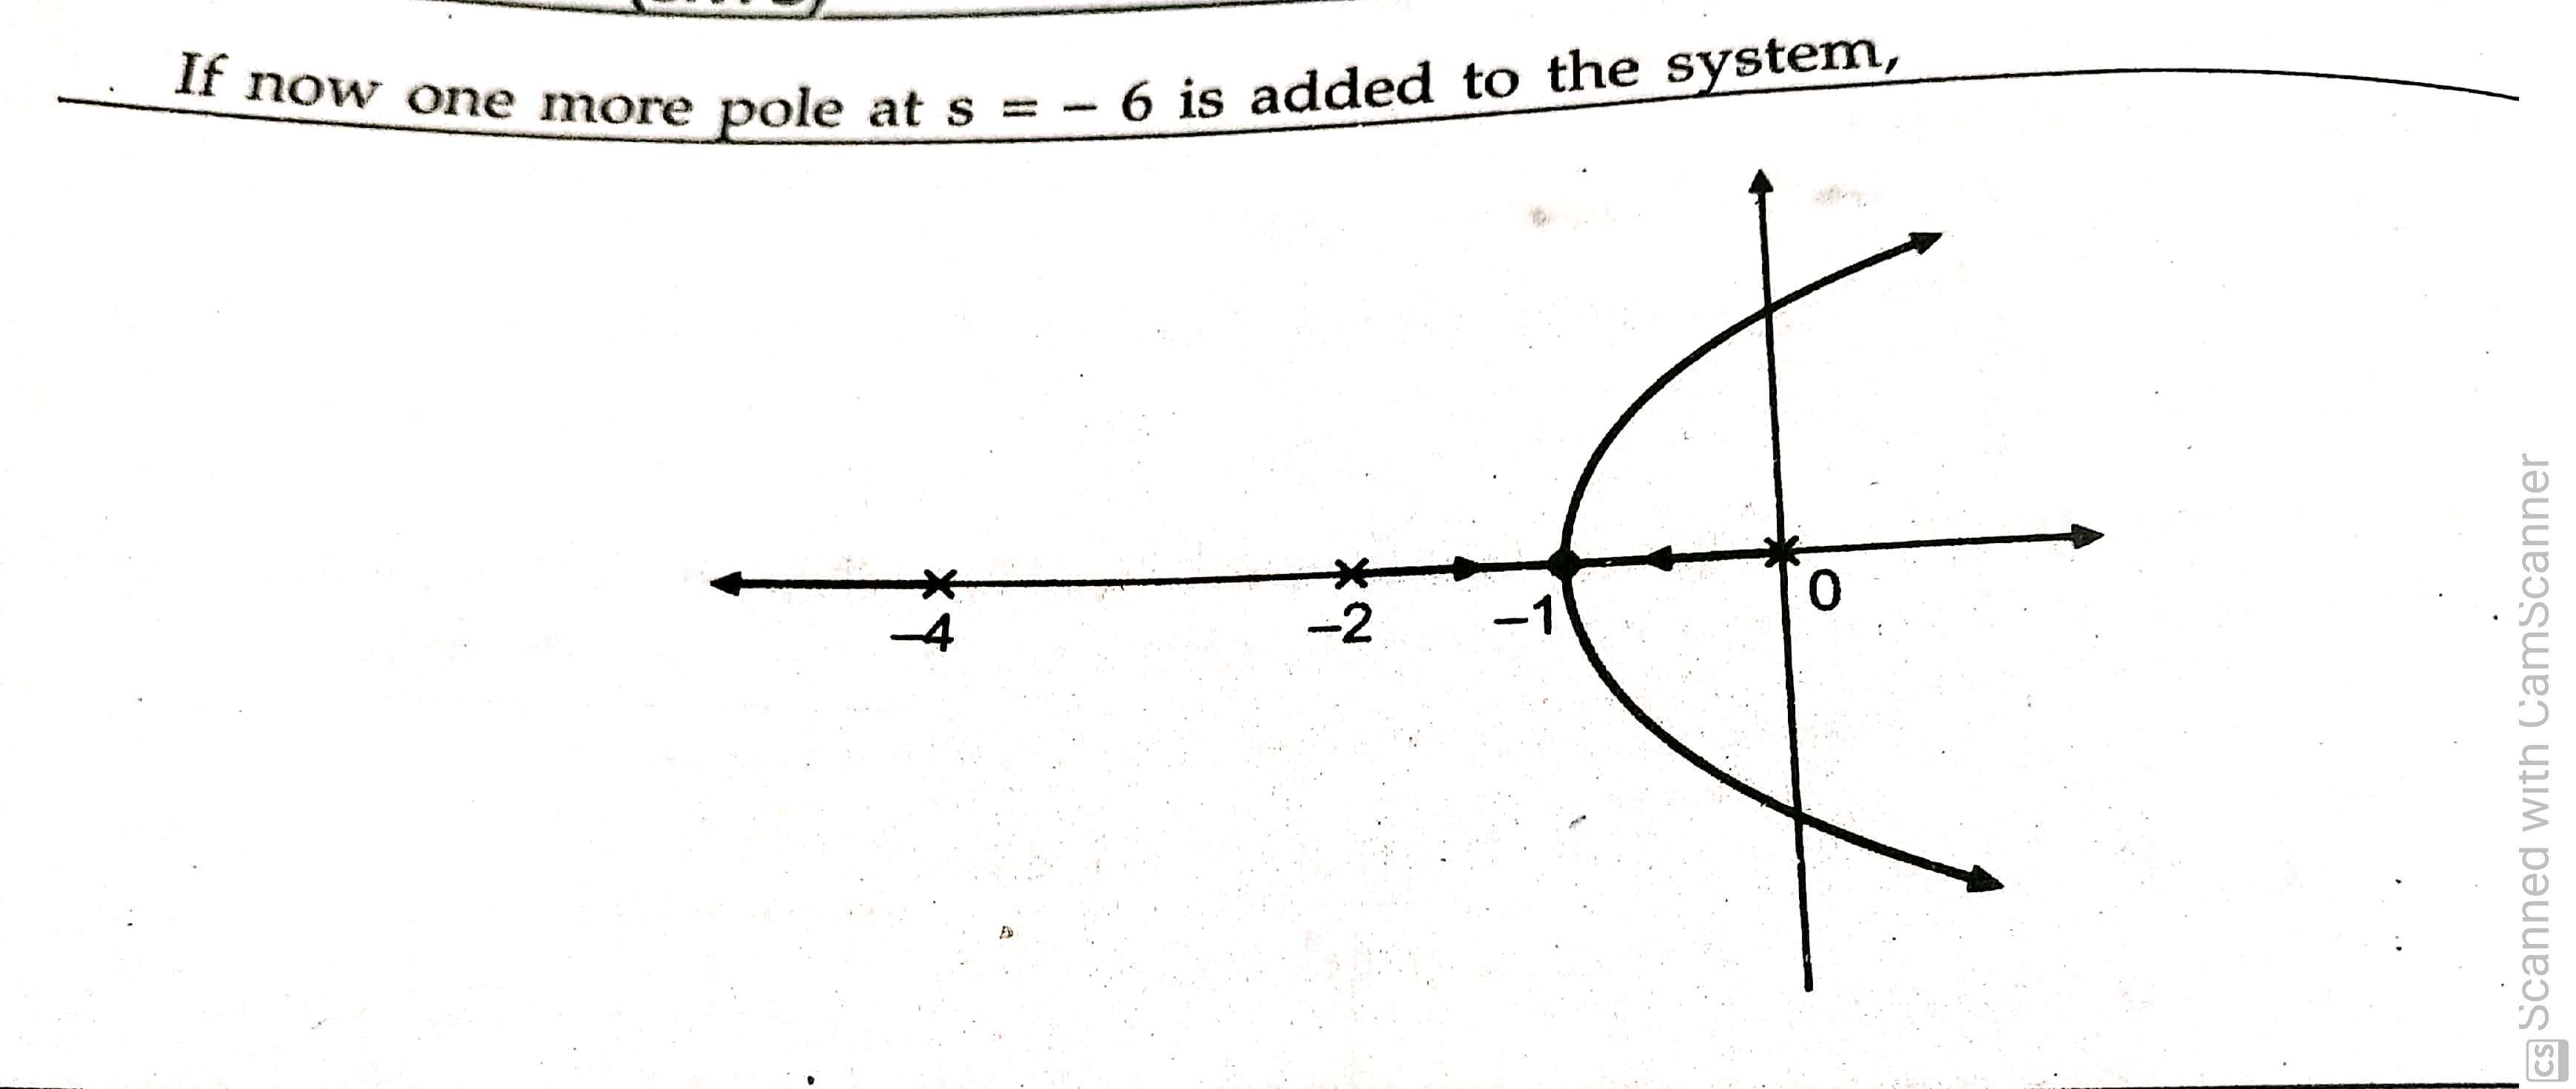 If now one more pole at s = – 6 is added to the system,
–4
–2
–1
0
CS Scanned with CamScanner